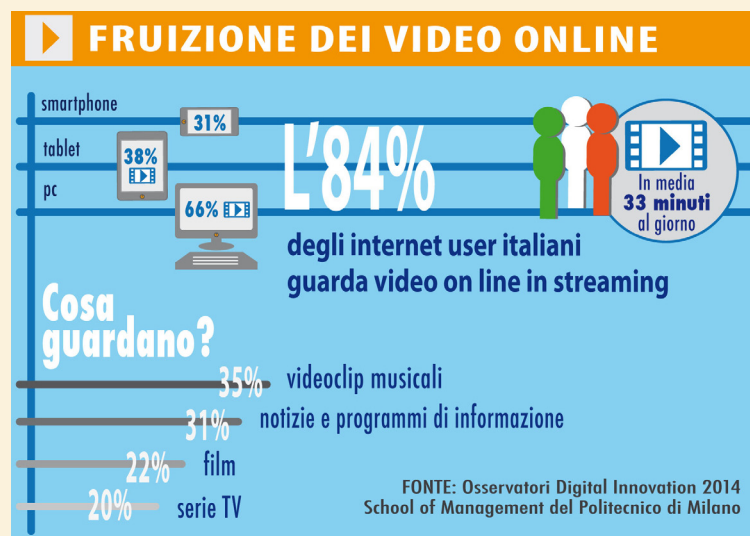 FRUIZIONE DEI VIDEO ONLINE
smartphone
31%
tablet
38%
pc
66%
L'84%
degli internet user italiani
guarda video on line in streaming
In media
33 minuti
al giorno
Cosa
guardano?
35% videoclip musicali
31% notizie e programmi di informazione
22% film
20% serie TV
FONTE: Osservatori Digital Innovation 2014
School of Management del Politecnico di Milano